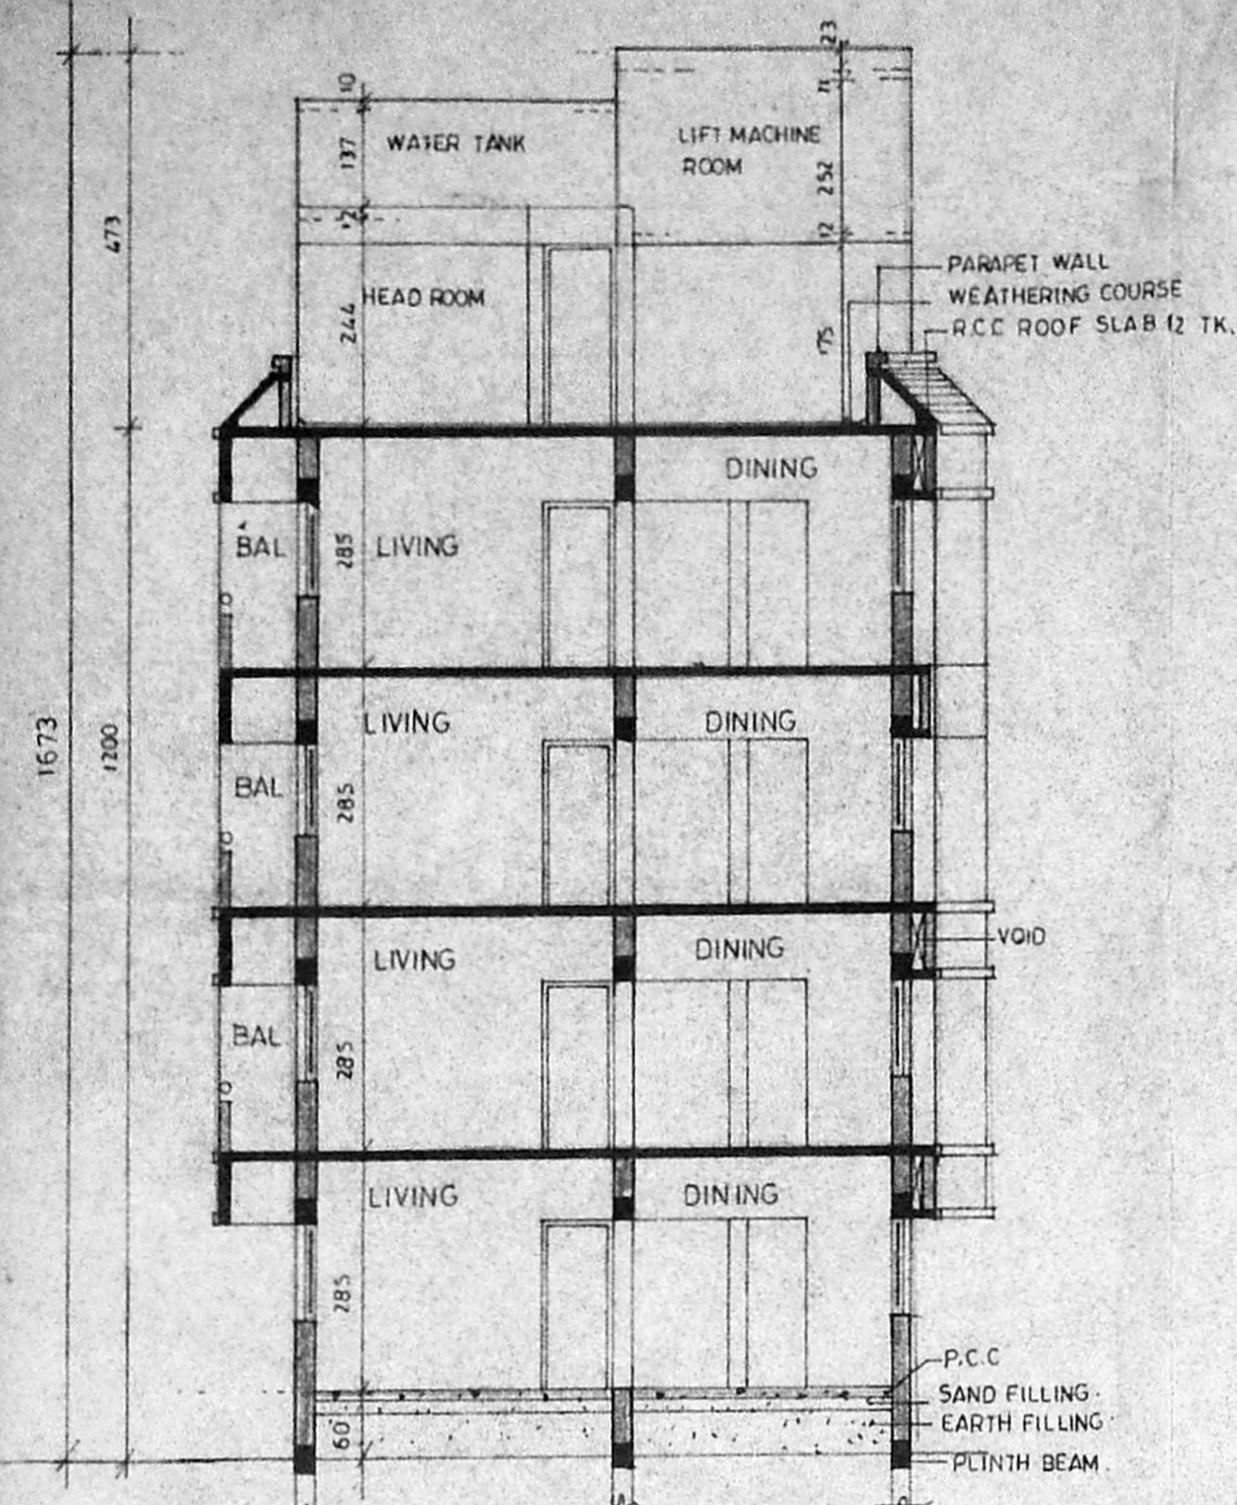 23
10
11
WATER TANK
LIFT MACHINE
ROOM
137
252
12
12
473
PARAPET WALL
WEATHERING COURSE
R.C.C ROOF SLAB 12 TK.
HEAD ROOM
244
75
DINING
BAL
285
LIVING
LIVING
DINING
1673
1200
BAL
285
VOID
LIVING
DINING
BAL
285
LIVING
DINING
285
P.C.C
SAND FILLING
EARTH FILLING
60
PLINTH BEAM